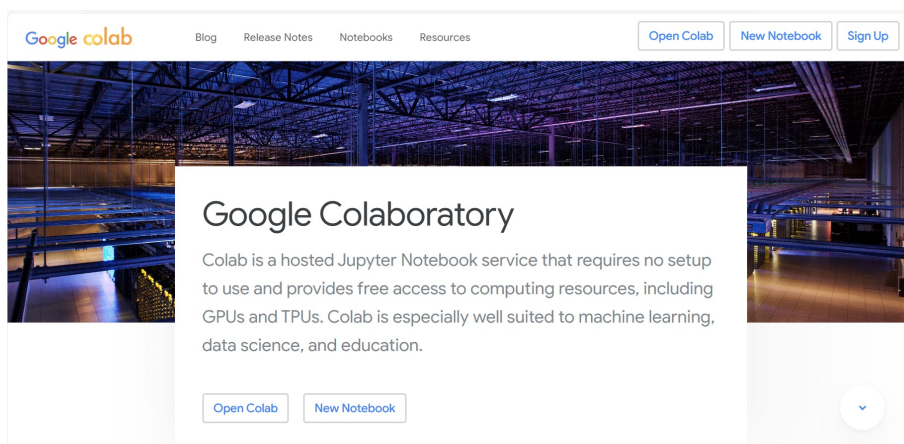 Google colab
Blog Release Notes Notebooks Resources
Open Colab New Notebook Sign Up
Google Colaboratory
Colab is a hosted Jupyter Notebook service that requires no setup
to use and provides free access to computing resources, including
GPUs and TPUs. Colab is especially well suited to machine learning,
data science, and education.
Open Colab New Notebook